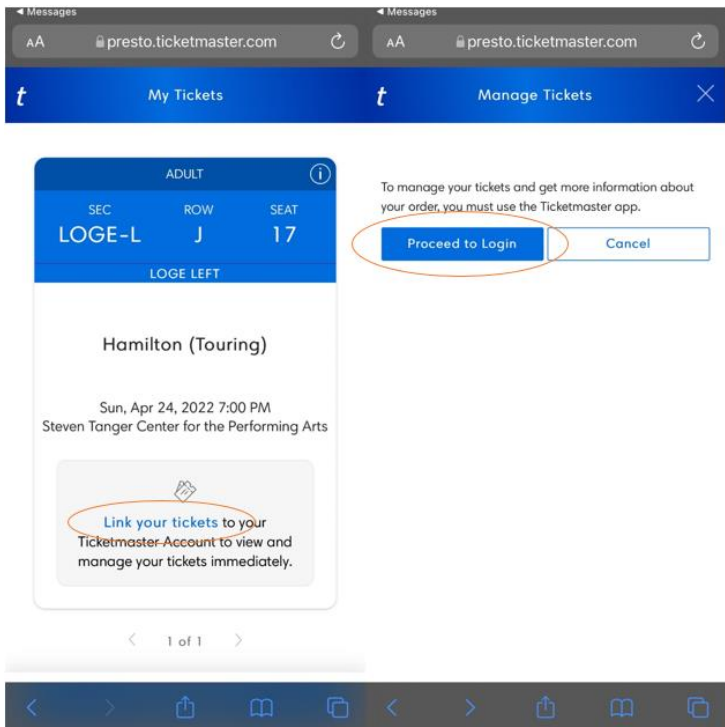 Messages
AA presto.ticketmaster.com
t My Tickets
ADULT
SEC ROW SEAT
LOGE-L J 17
LOGE LEFT
Hamilton (Touring)
Sun, Apr 24, 2022 7:00 PM
Steven Tanger Center for the Performing Arts
Link your tickets to your
Ticketmaster Account to view and
manage your tickets immediately.
1 of 1
Messages
AA presto.ticketmaster.com
t Manage Tickets
To manage your tickets and get more information about
your order, you must use the Ticketmaster app.
Proceed to Login Cancel